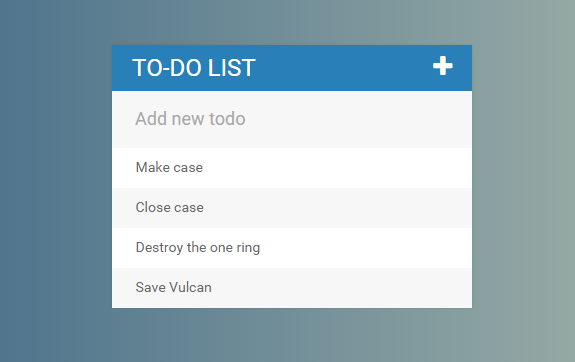 TO-DO LIST
Add new todo
Make case
Close case
Destroy the one ring
Save Vulcan